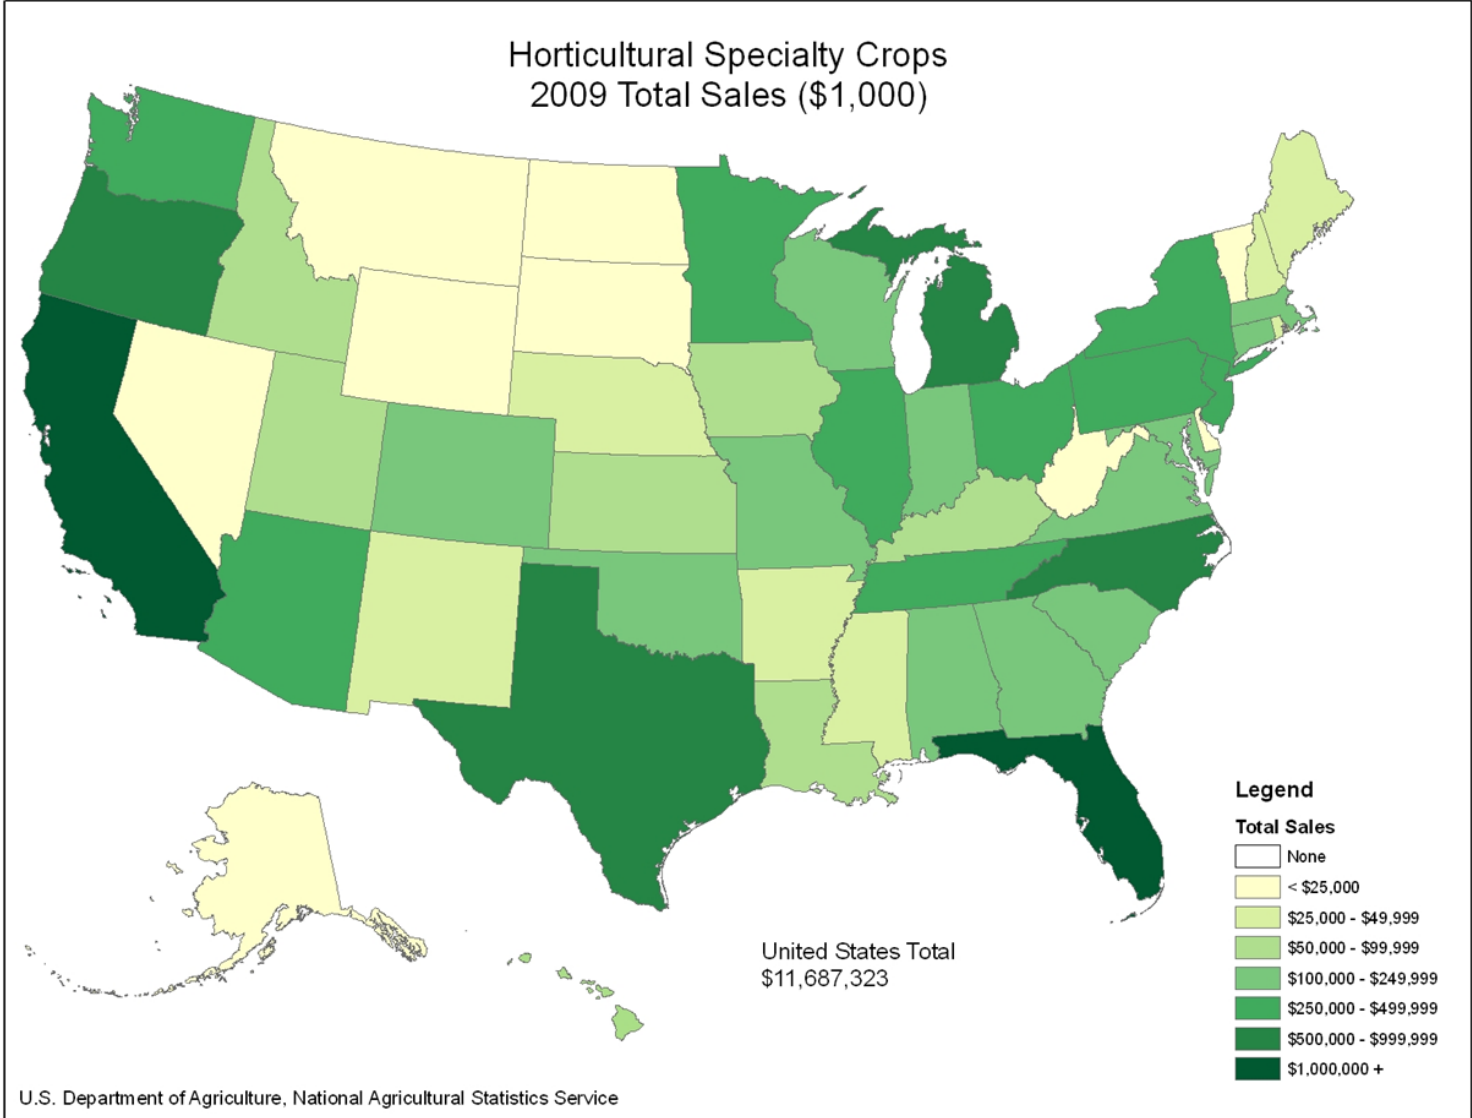 Horticultural Specialty Crops
2009 Total Sales ($1,000)
Legend
Total Sales
None
< $25,000
$25,000 - $49,999
$50,000 - $99,999
$100,000 - $249,999
$250,000 - $499,999
$500,000 - $999,999
$1,000,000 +
United States Total
$11,687,323
U.S. Department of Agriculture, National Agricultural Statistics Service